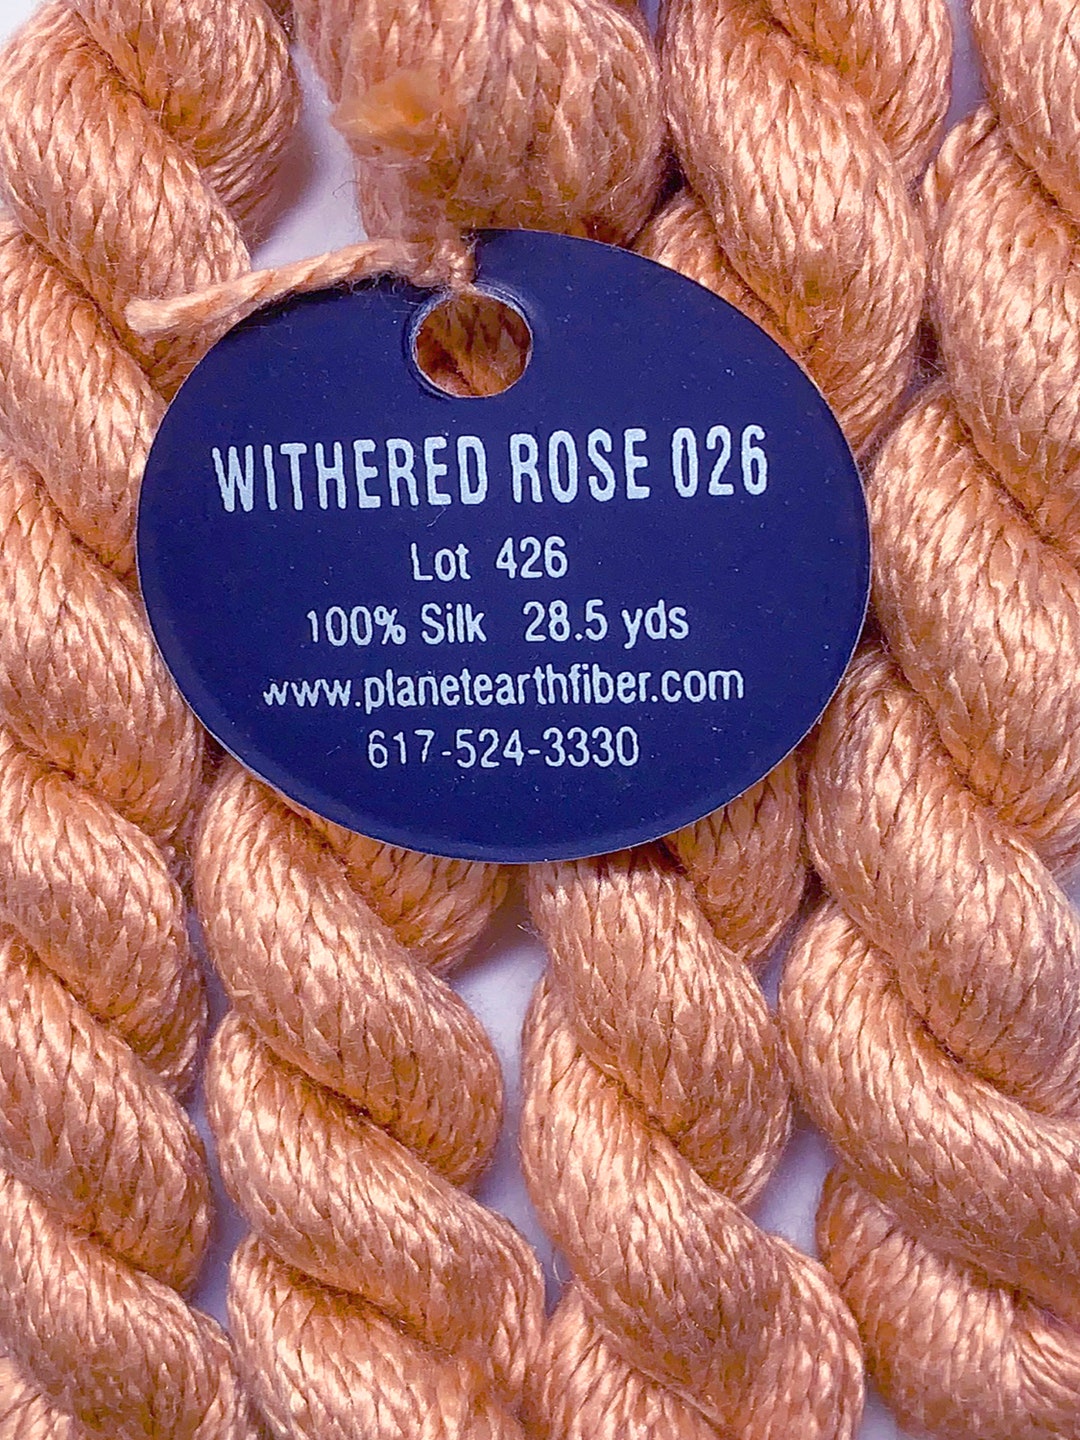 WITHERED ROSE 026
Lot 426
100% Silk 28.5 yds
www.planetearthfiber.com
617-524-3330